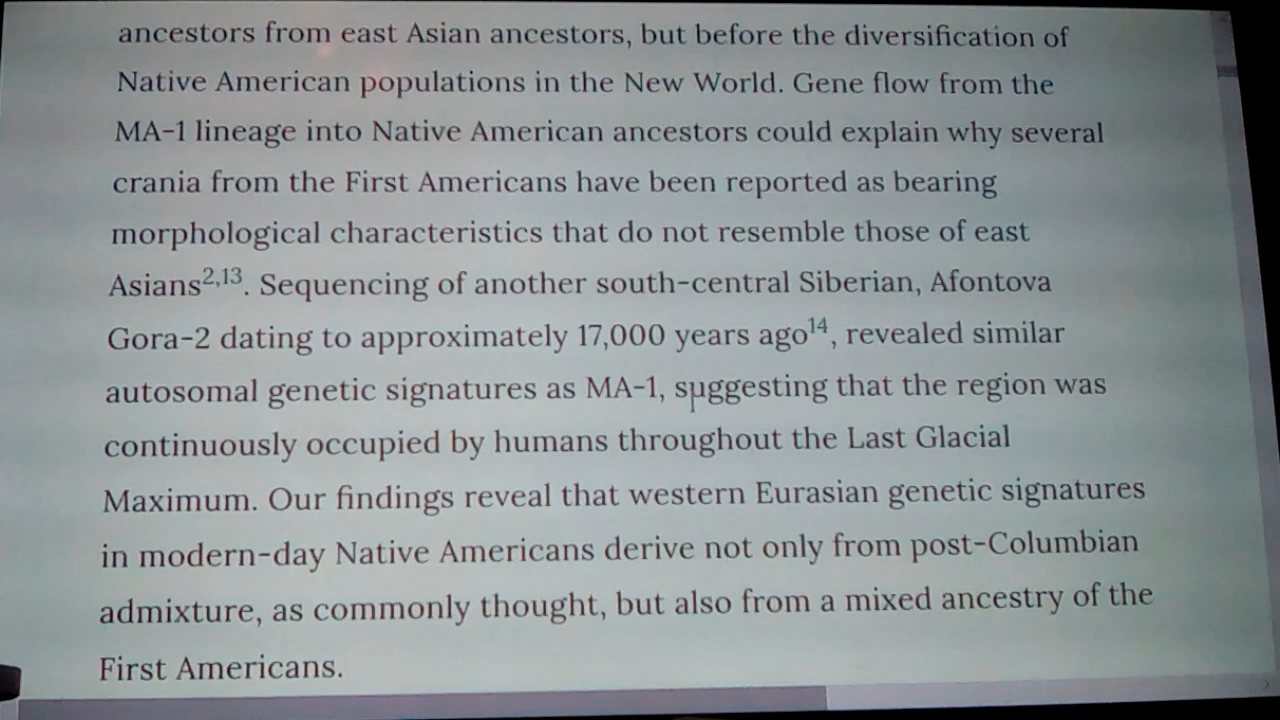 ancestors from east Asian ancestors, but before the diversification of
Native American populations in the New World. Gene flow from the
MA-1 lineage into Native American ancestors could explain why several
crania from the First Americans have been reported as bearing
morphological characteristics that do not resemble those of east
Asians2,13. Sequencing of another south-central Siberian, Afontova
Gora-2 dating to approximately 17,000 years ago14, revealed similar
autosomal genetic signatures as MA-1, suggesting that the region was
continuously occupied by humans throughout the Last Glacial
Maximum. Our findings reveal that western Eurasian genetic signatures
in modern-day Native Americans derive not only from post-Columbian
admixture, as commonly thought, but also from a mixed ancestry of the
First Americans.